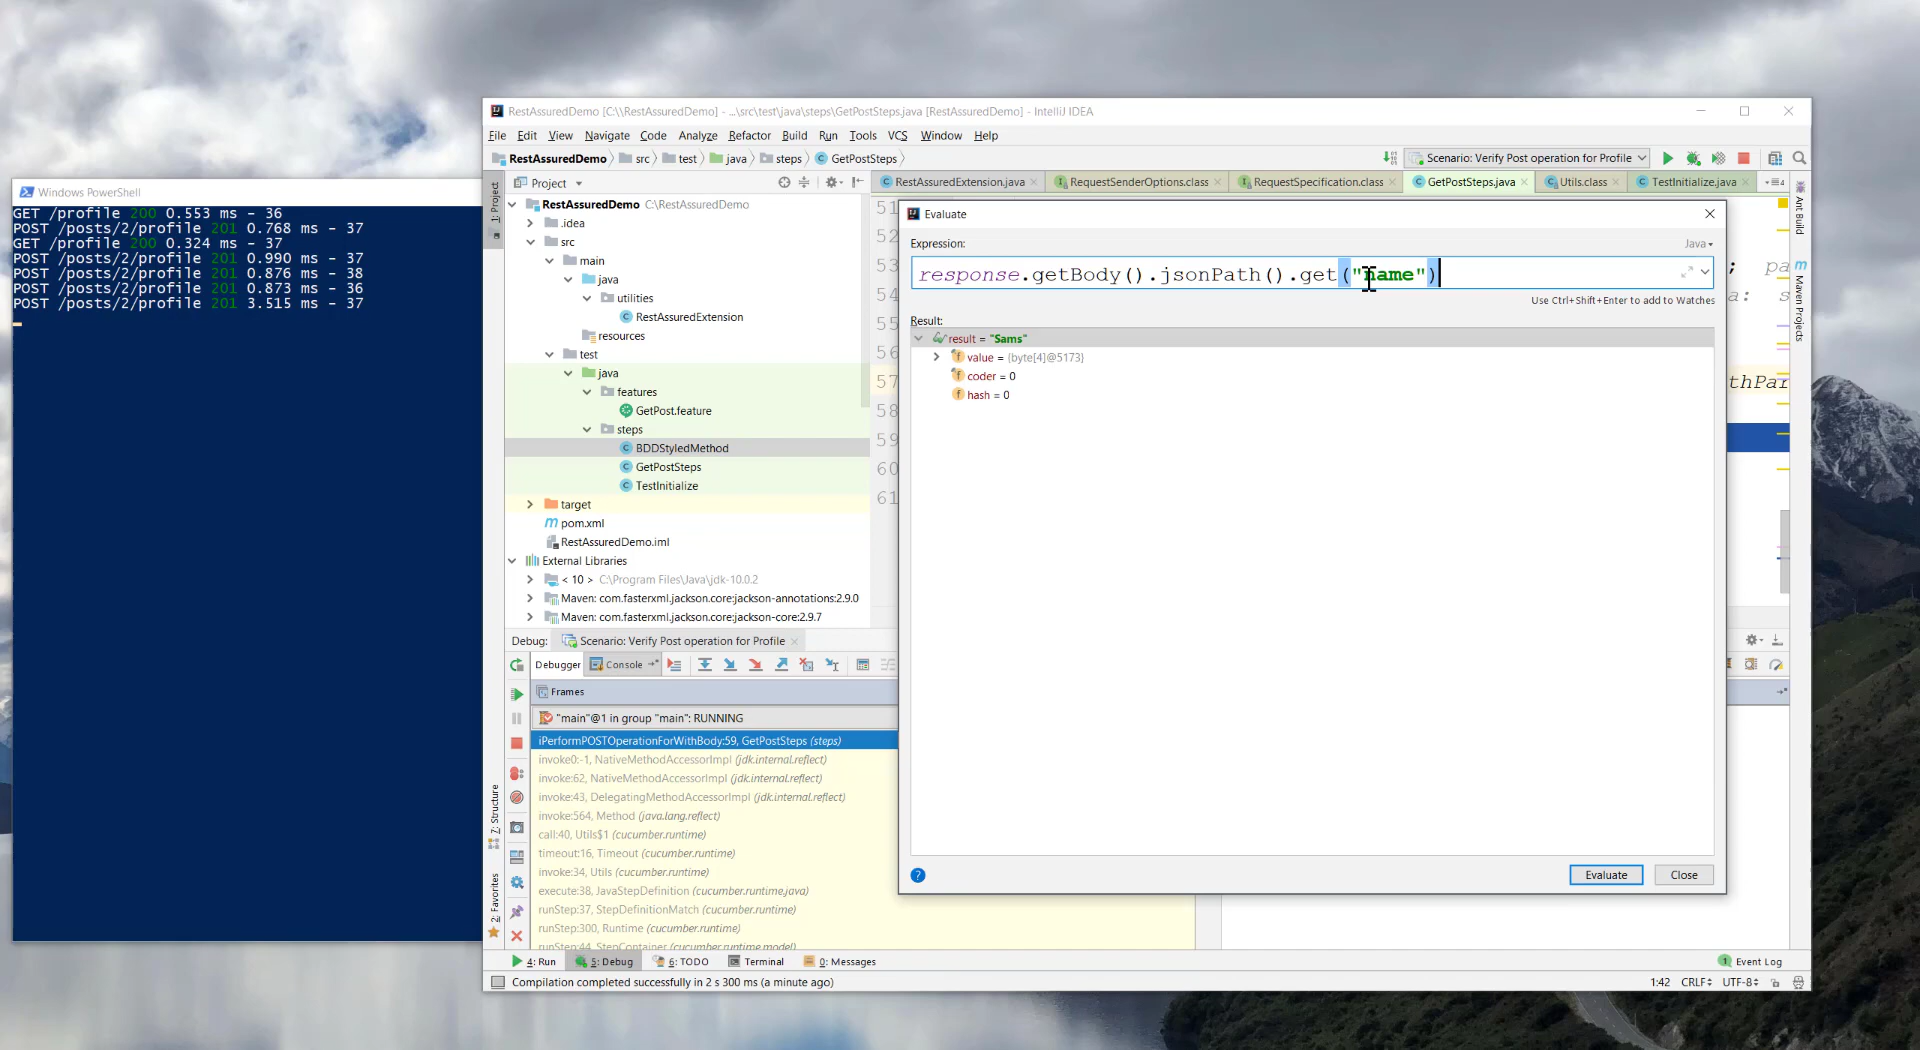 Windows PowerShell
GET /profile 200 0.553 ms - 36
POST /posts/2/profile 201 0.768 ms - 37
GET /profile 200 0.324 ms - 37
POST /posts/2/profile 201 0.990 ms - 37
POST /posts/2/profile 201 0.876 ms - 38
POST /posts/2/profile 201 0.873 ms - 36
POST /posts/2/profile 201 3.515 ms - 37
RestAssuredDemo [C:\\RestAssuredDemo] - ...\src\test\java\steps\GetPostSteps.java [RestAssuredDemo] - IntelliJ IDEA
File Edit View Navigate Code Analyze Refactor Build Run Tools VCS Window Help
RestAssuredDemo src test java steps GetPostSteps
Scenario: Verify Post operation for Profile
1: Project
Project
RestAssuredExtension.java RequestSenderOptions.class RequestSpecification.class GetPostSteps.java Utils.class TestInitialize.java
RestAssuredDemo C:\RestAssuredDemo
.idea
src
main
java
utilities
RestAssuredExtension
resources
test
java
features
GetPost.feature
steps
BDDStyledMethod
GetPostSteps
TestInitialize
target
pom.xml
RestAssuredDemo.iml
External Libraries
< 10 > C:\Program Files\Java\jdk-10.0.2
Maven: com.fasterxml.jackson.core:jackson-annotations:2.9.0
Maven: com.fasterxml.jackson.core:jackson-core:2.9.7
51
52
53
54
55
56
57
58
59
60
61
; pa
a: s
thPar
Ant Build
Maven Projects
Evaluate
Expression:
Java
response.getBody().jsonPath().get("name")
Use Ctrl+Shift+Enter to add to Watches
Result:
result = "Sams"
value = {byte[4]@5173}
coder = 0
hash = 0
?
Evaluate
Close
Debug: Scenario: Verify Post operation for Profile
Debugger Console
Frames
"main"@1 in group "main": RUNNING
iPerformPOSTOperationForWithBody:59, GetPostSteps (steps)
invoke0:-1, NativeMethodAccessorImpl (jdk.internal.reflect)
invoke:62, NativeMethodAccessorImpl (jdk.internal.reflect)
invoke:43, DelegatingMethodAccessorImpl (jdk.internal.reflect)
invoke:564, Method (java.lang.reflect)
call:40, Utils$1 (cucumber.runtime)
timeout:16, Timeout (cucumber.runtime)
invoke:34, Utils (cucumber.runtime)
execute:38, JavaStepDefinition (cucumber.runtime.java)
runStep:37, StepDefinitionMatch (cucumber.runtime)
runStep:300, Runtime (cucumber.runtime)
runStep:44, StepContainer (cucumber.runtime.model)
7: Structure
2: Favorites
4: Run 5: Debug 6: TODO Terminal 0: Messages
1 Event Log
Compilation completed successfully in 2 s 300 ms (a minute ago)
1:42 CRLF UTF-8